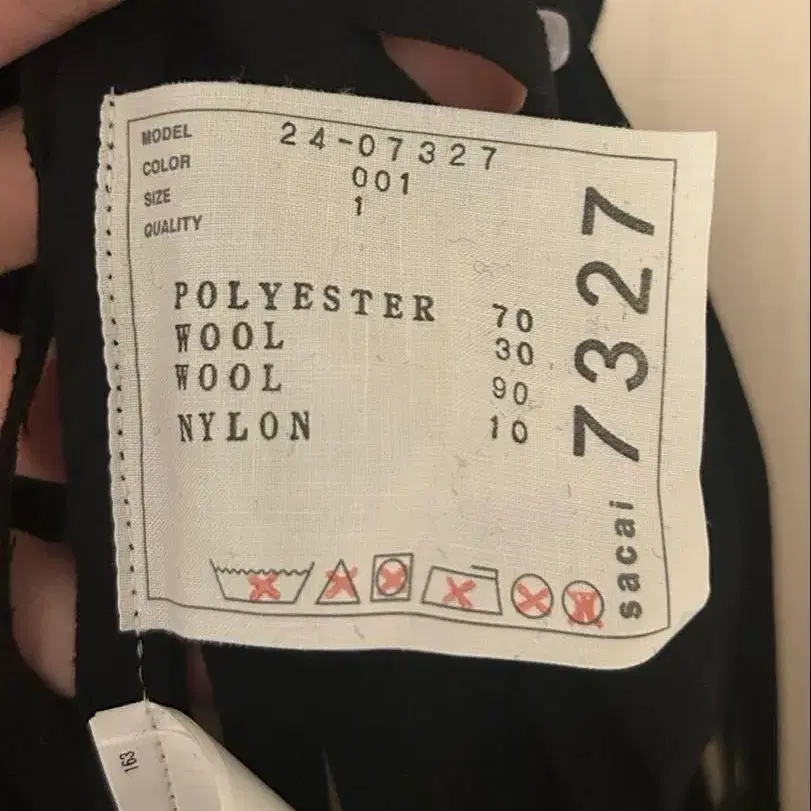 MODEL 24-07327
COLOR 001
SIZE 1
QUALITY
POLYESTER 70
WOOL 30
WOOL 90
NYLON 10
sacai 7327
163